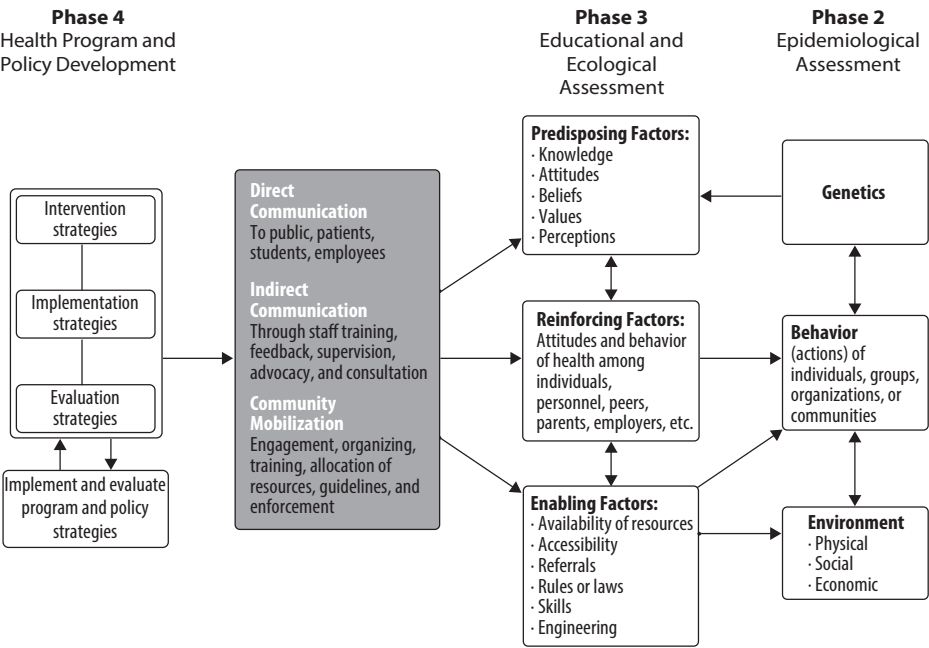 Phase 4
Health Program and
Policy Development
Phase 3
Educational and
Ecological
Assessment
Phase 2
Epidemiological
Assessment
Intervention
strategies
Implementation
strategies
Evaluation
strategies
Implement and evaluate
program and policy
strategies
Direct
Communication
To public, patients,
students, employees
Indirect
Communication
Through staff training,
feedback, supervision,
advocacy, and consultation
Community
Mobilization
Engagement, organizing,
training, allocation of
resources, guidelines, and
enforcement
Predisposing Factors:
· Knowledge
· Attitudes
· Beliefs
· Values
· Perceptions
Reinforcing Factors:
Attitudes and behavior
of health among
individuals,
personnel, peers,
parents, employers, etc.
Enabling Factors:
· Availability of resources
· Accessibility
· Referrals
· Rules or laws
· Skills
· Engineering
Genetics
Behavior
(actions) of
individuals, groups,
organizations, or
communities
Environment
· Physical
· Social
· Economic